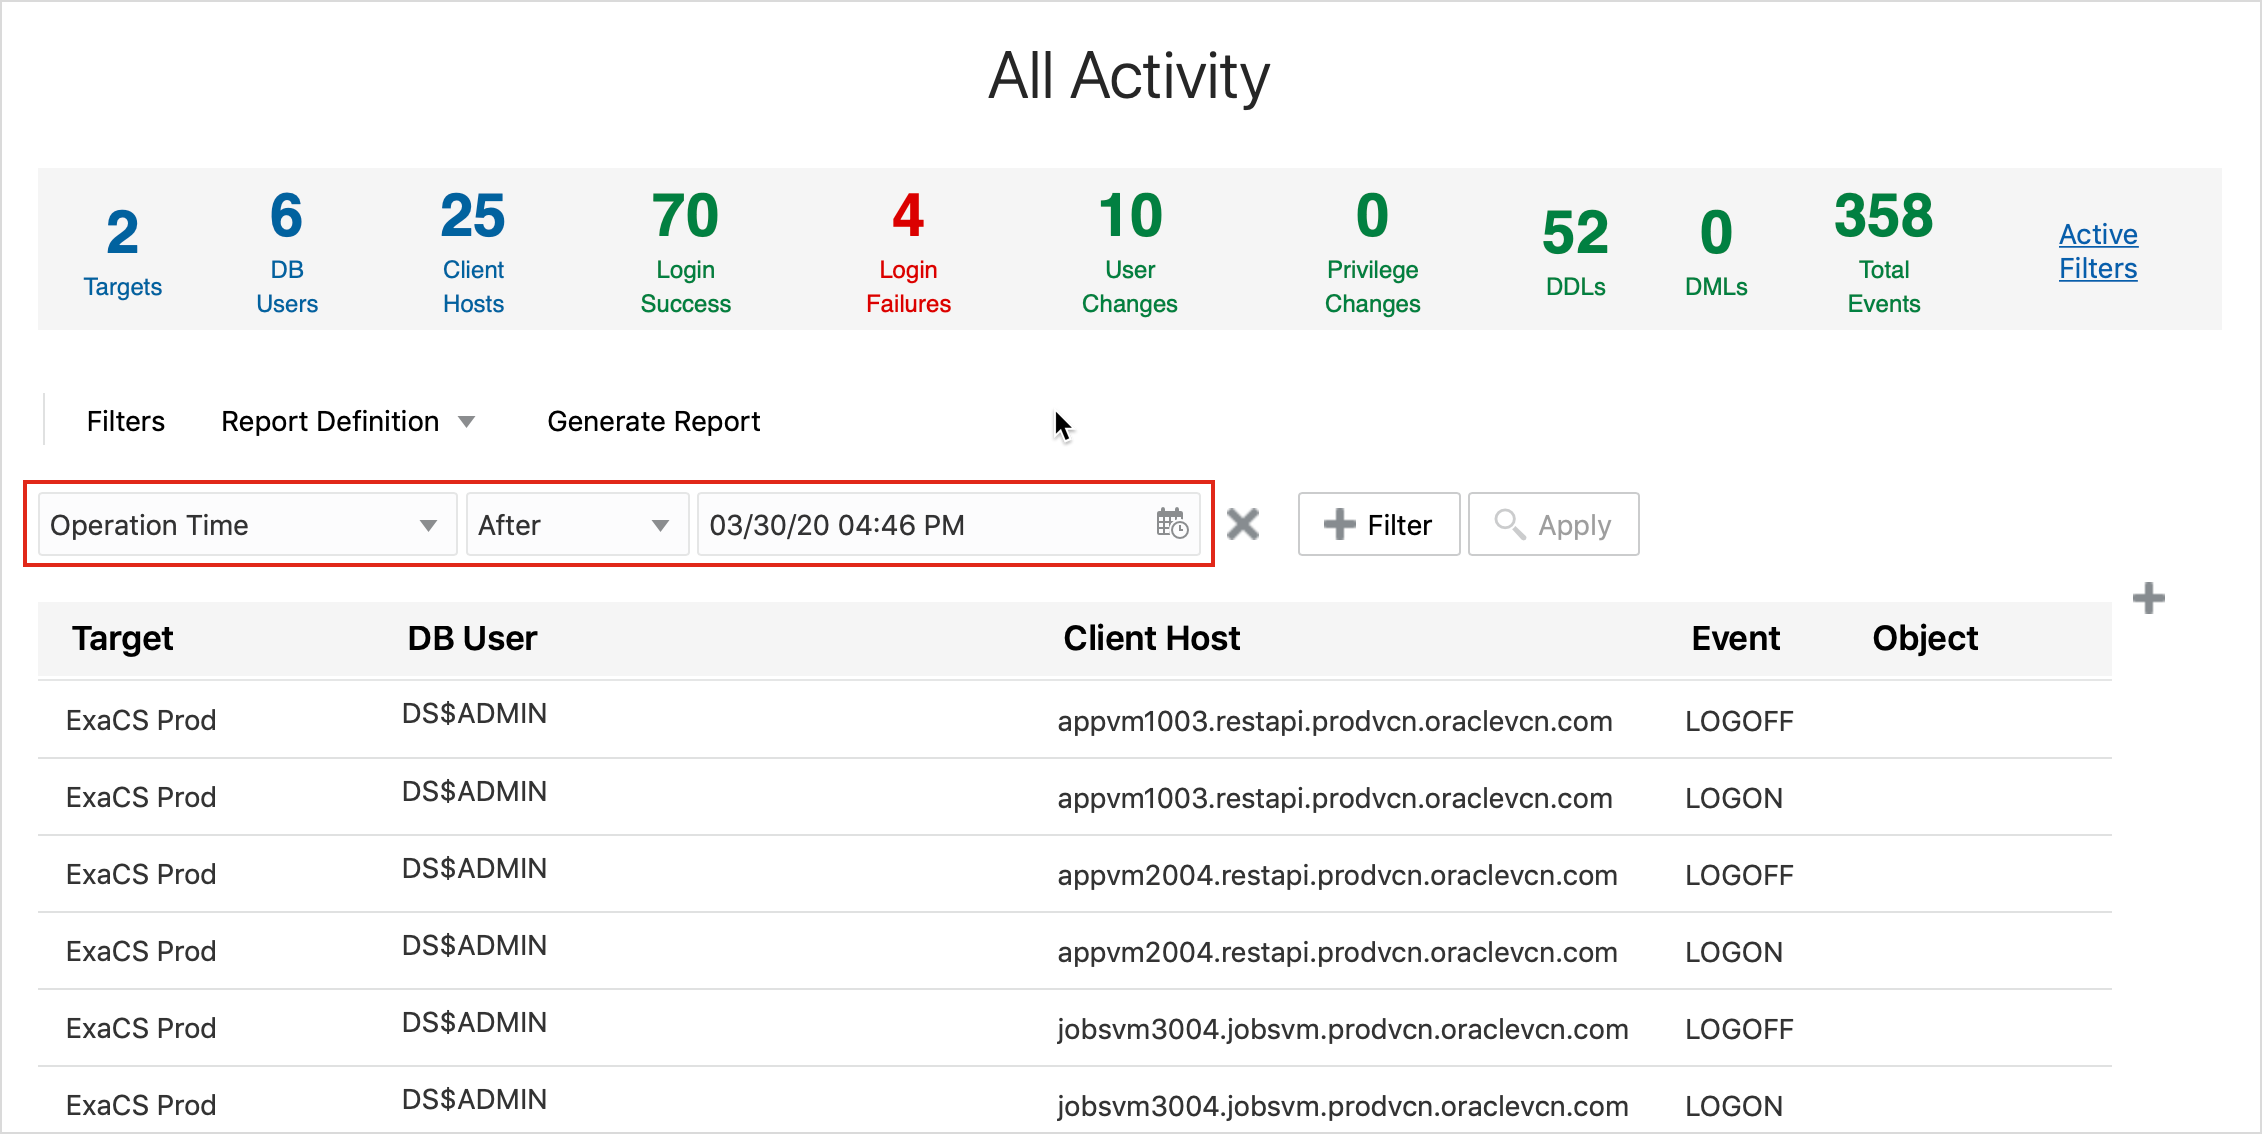 All Activity
2 6 25 70 4 10 0 52 0 358
Targets DB Users Client Hosts Login Success Login Failures User Changes Privilege Changes DDLs DMLs Total Events Active Filters
Filters Report Definition Generate Report
Operation Time After 03/30/20 04:46 PM Filter Apply
Target DB User Client Host Event Object
ExaCS Prod DS$ADMIN appvm1003.restapi.prodvcn.oraclevcn.com LOGOFF
ExaCS Prod DS$ADMIN appvm1003.restapi.prodvcn.oraclevcn.com LOGON
ExaCS Prod DS$ADMIN appvm2004.restapi.prodvcn.oraclevcn.com LOGOFF
ExaCS Prod DS$ADMIN appvm2004.restapi.prodvcn.oraclevcn.com LOGON
ExaCS Prod DS$ADMIN jobsvm3004.jobsvm.prodvcn.oraclevcn.com LOGOFF
ExaCS Prod DS$ADMIN jobsvm3004.jobsvm.prodvcn.oraclevcn.com LOGON